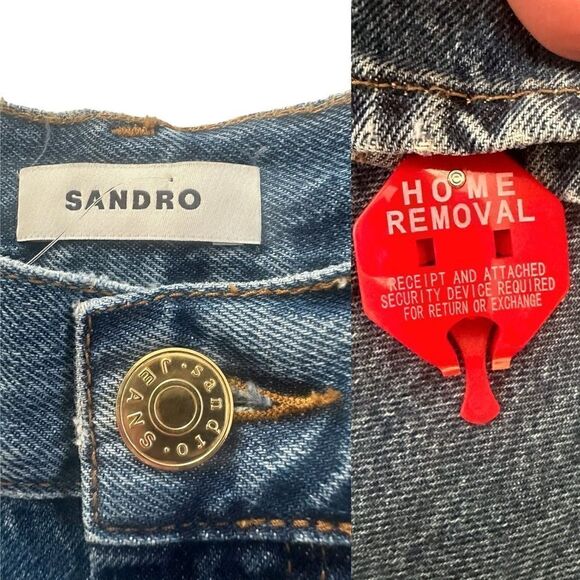 SANDRO
sandro. JEANS.
HOME
REMOVAL
RECEIPT AND ATTACHED
SECURITY DEVICE REQUIRED
FOR RETURN OR EXCHANGE